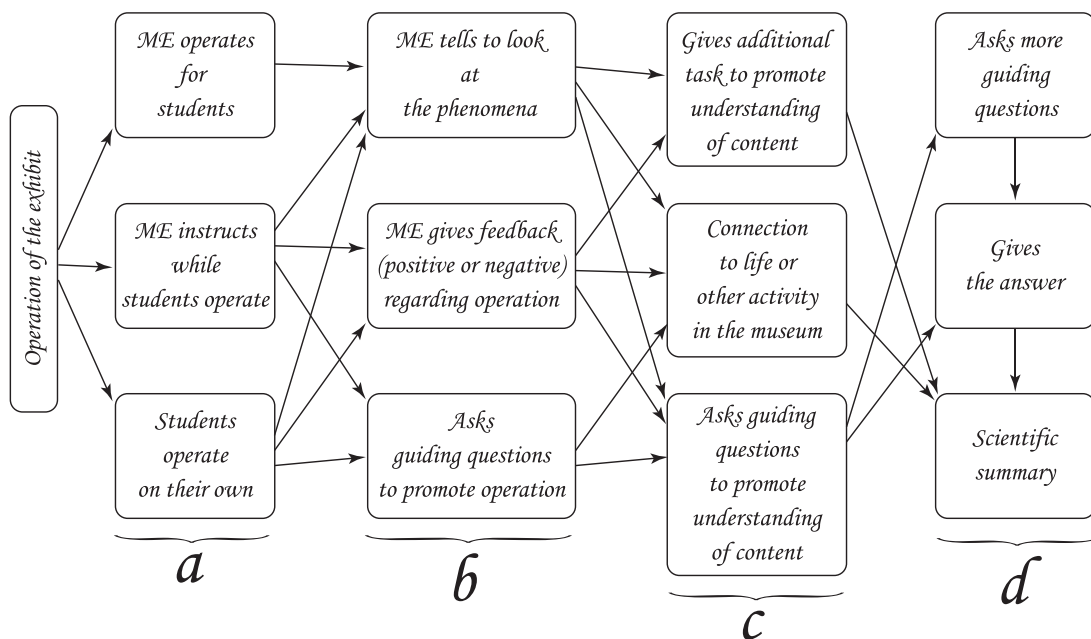 Operation of the exhibit
ME operates
for
students
ME instructs
while
students operate
Students
operate
on their own
a
ME tells to look
at
the phenomena
ME gives feedback
(positive or negative)
regarding operation
Asks
guiding questions
to promote operation
b
Gives additional
task to promote
understanding
of content
Connection
to life or
other activity
in the museum
Asks guiding
questions
to promote
understanding
of content
c
Asks more
guiding
questions
Gives
the answer
Scientific
summary
d